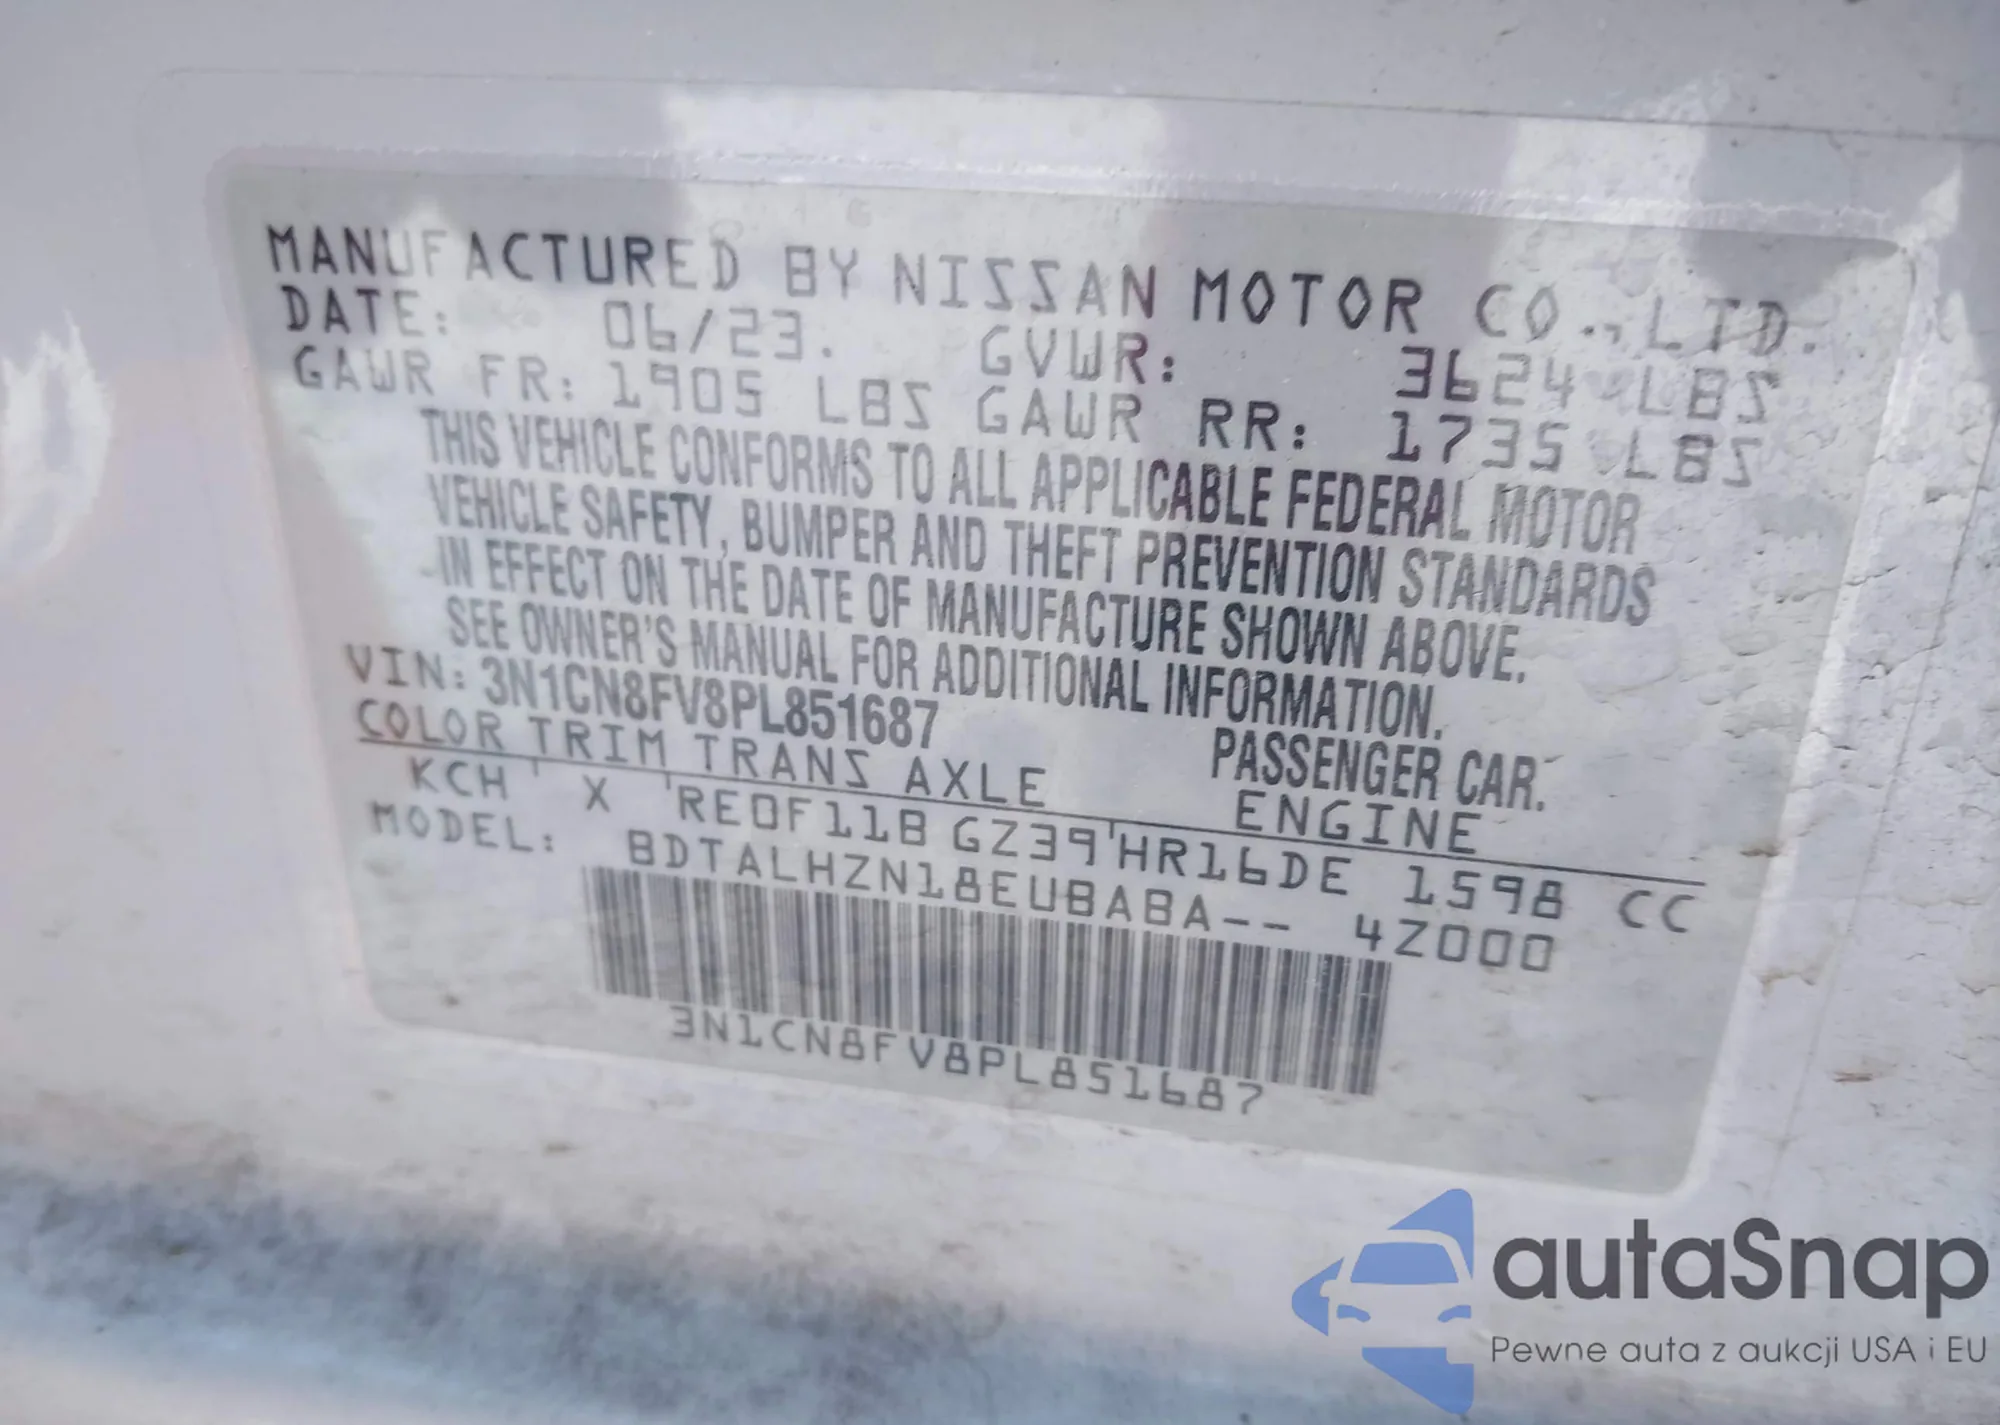 MANUFACTURED BY NISSAN MOTOR CO., LTD.
DATE: 06/23. GVWR: 3624 LBS
GAWR FR: 1905 LBS GAWR RR: 1735 LBS
THIS VEHICLE CONFORMS TO ALL APPLICABLE FEDERAL MOTOR
VEHICLE SAFETY, BUMPER AND THEFT PREVENTION STANDARDS
IN EFFECT ON THE DATE OF MANUFACTURE SHOWN ABOVE.
SEE OWNER'S MANUAL FOR ADDITIONAL INFORMATION.
VIN: 3N1CN8FV8PL851687 PASSENGER CAR.
COLOR TRIM TRANS AXLE ENGINE
KCH X RE0F11B GZ39 HR16DE 1598 CC
MODEL: BDTALHZN18EUBABA-- 4Z000
3N1CN8FV8PL851687
autaSnap
Pewne auta z aukcji USA i EU